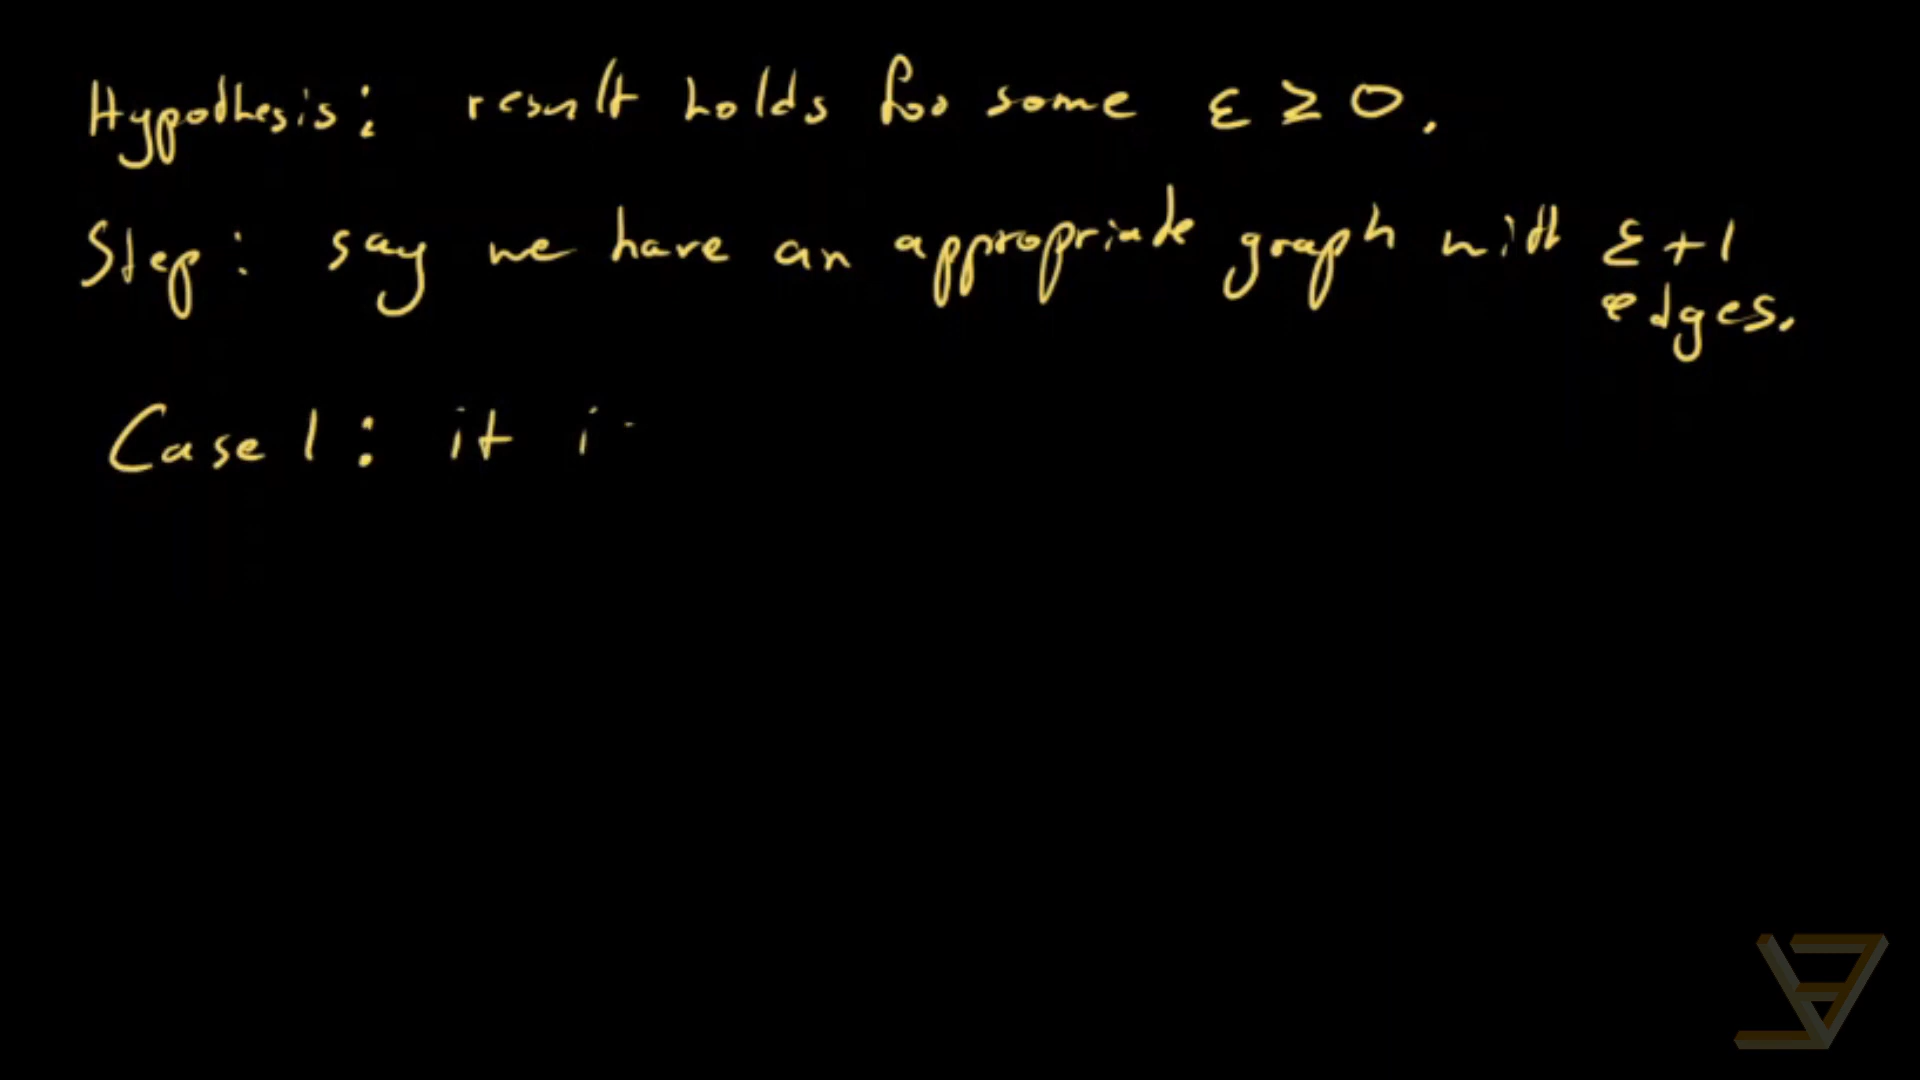 Hypothesis: result holds for some ε ≥ 0.
Step: say we have an appropriate graph with ε+1
edges.
Case 1: it i